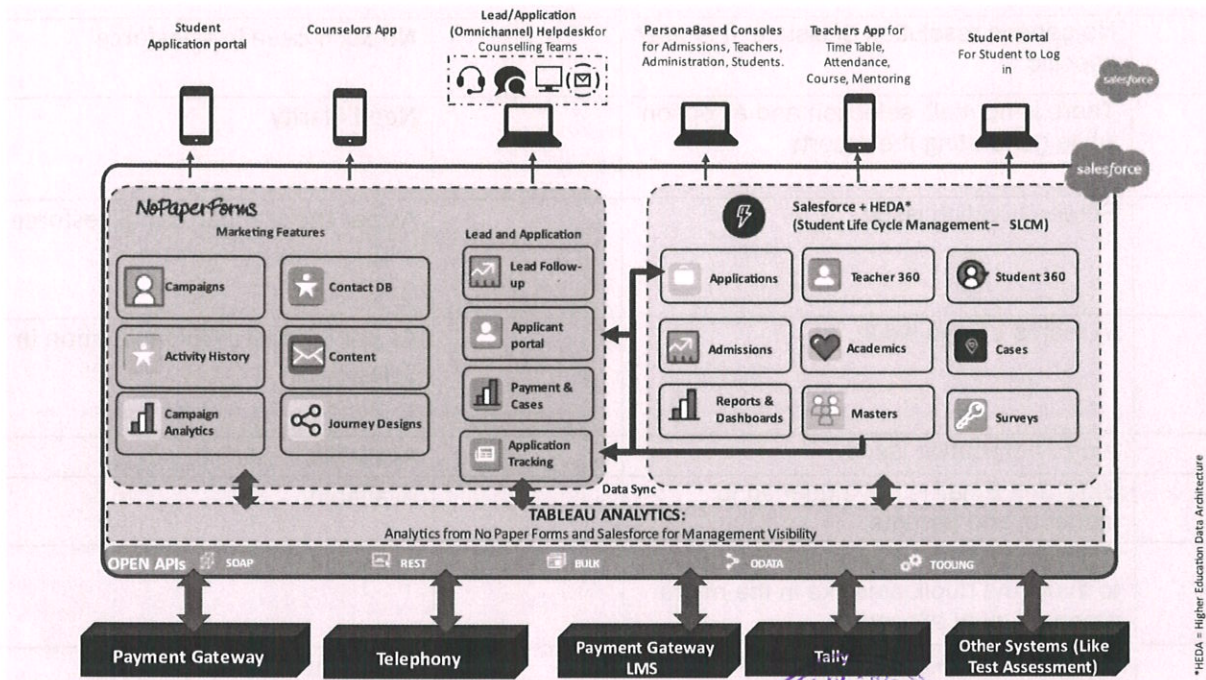 Student
Application portal
Counselors App
Lead/Application
(Omnichannel) Helpdeskfor
Counselling Teams
PersonaBased Consoles
for Admissions, Teachers,
Administration, Students.
Teachers App for
Time Table,
Attendance,
Course, Mentoring
Student Portal
For Student to Log
in
salesforce
salesforce
NoPaperForms
Marketing Features
Campaigns
Contact DB
Activity History
Content
Campaign
Analytics
Journey Designs
Lead and Application
Lead Follow-
up
Applicant
portal
Payment &
Cases
Application
Tracking
Salesforce + HEDA*
(Student Life Cycle Management – SLCM)
Applications
Teacher 360
Student 360
Admissions
Academics
Cases
Reports &
Dashboards
Masters
Surveys
Data Sync
TABLEAU ANALYTICS:
Analytics from No Paper Forms and Salesforce for Management Visibility
OPEN APIs
SOAP
REST
BULK
ODATA
TOOLING
Payment Gateway
Telephony
Payment Gateway
LMS
Tally
Other Systems (Like
Test Assessment)
*HEDA = Higher Education Data Architecture